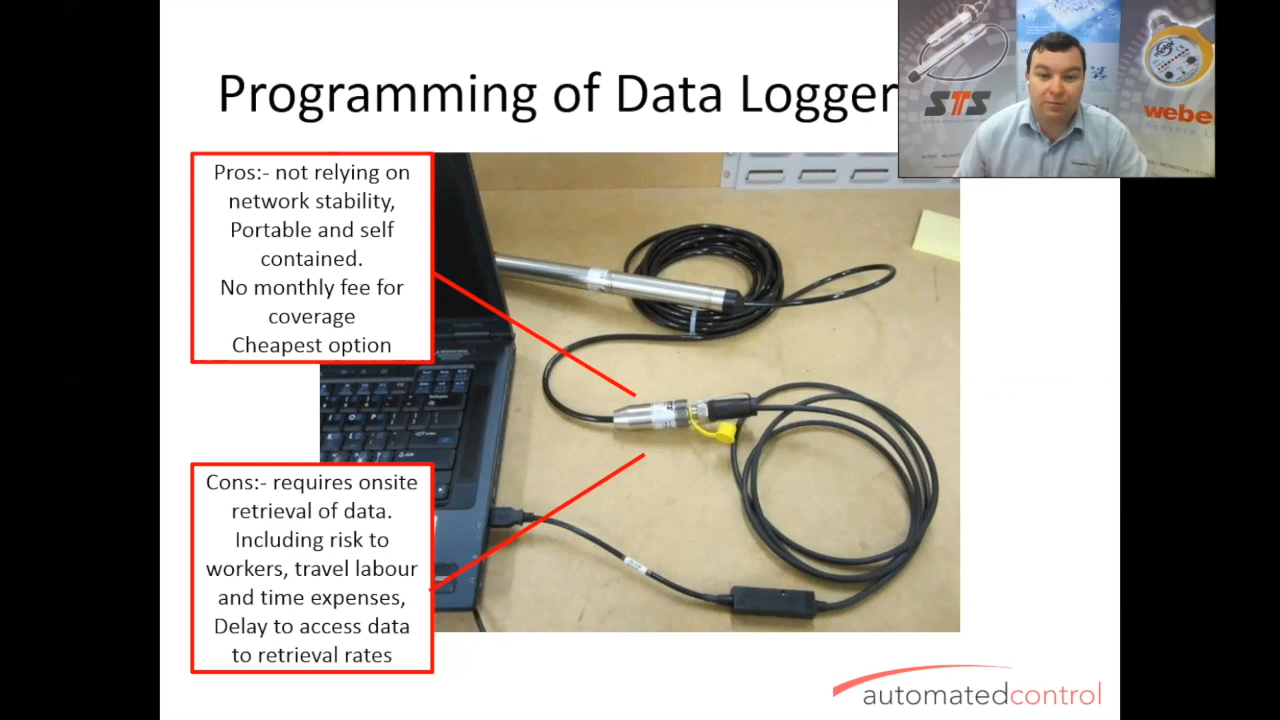 Programming of Data Logger
Pros:- not relying on
network stability,
Portable and self
contained.
No monthly fee for
coverage
Cheapest option
Cons:- requires onsite
retrieval of data.
Including risk to
workers, travel labour
and time expenses,
Delay to access data
to retrieval rates
STS
webe
sensors
automatedcontrol